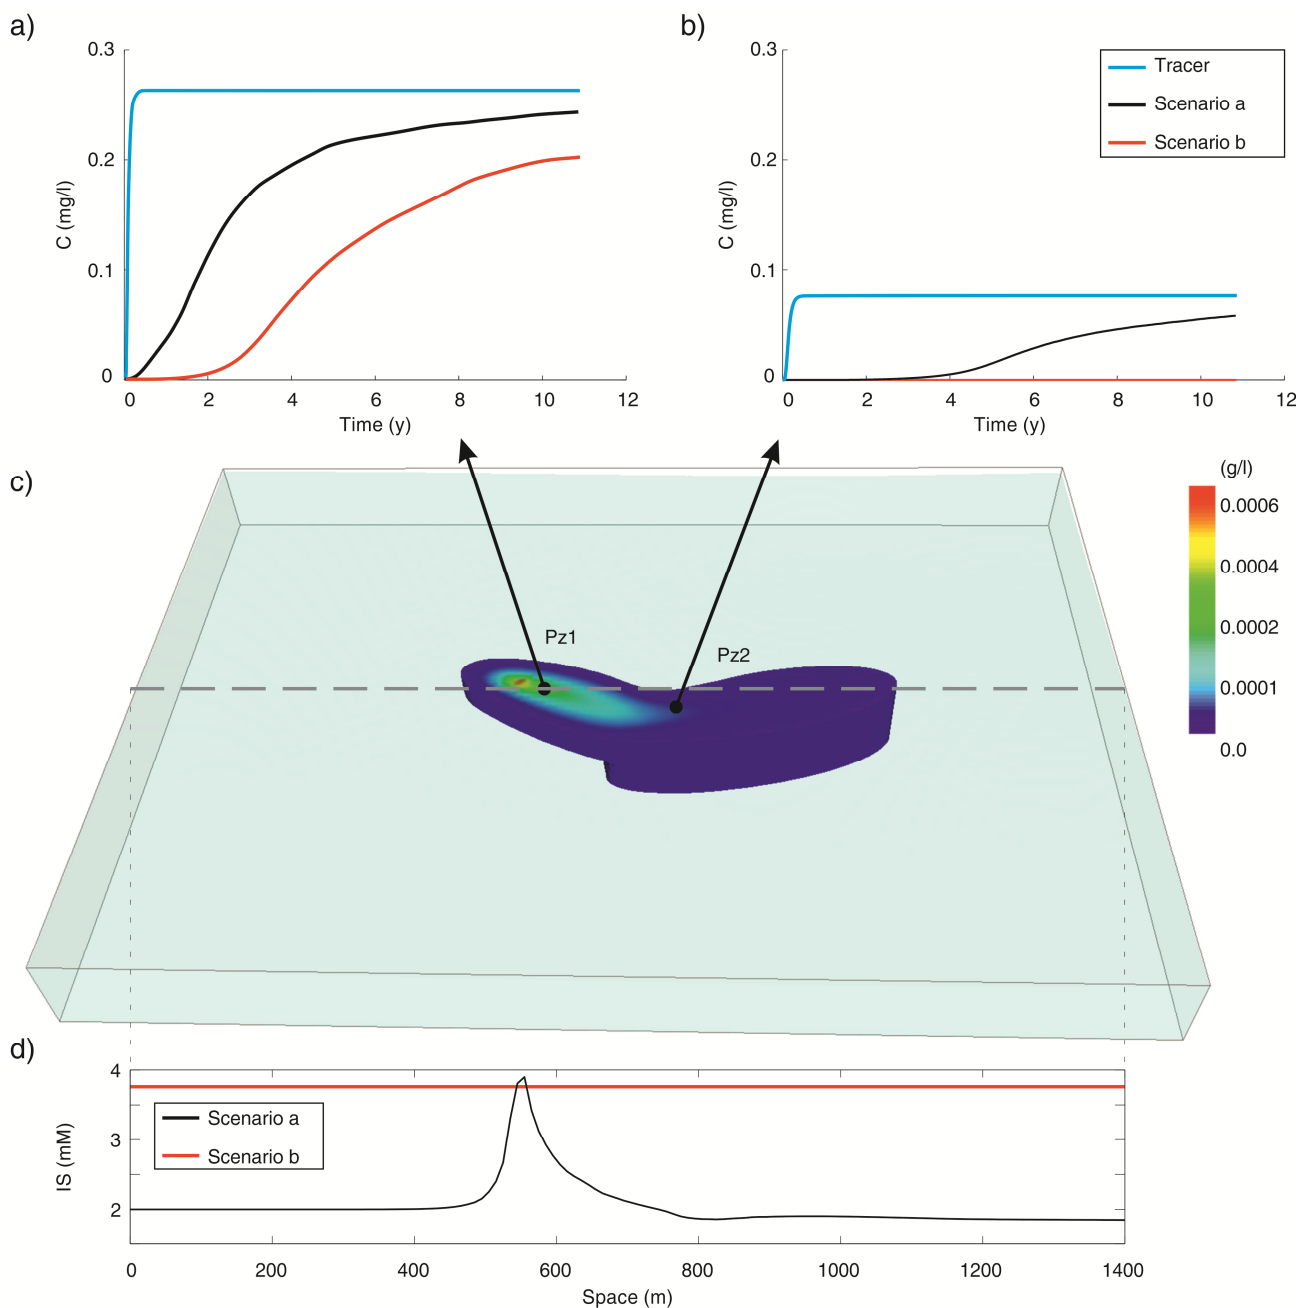 a)
0.3
0.2
0.1
0
C (mg/l)
0 2 4 6 8 10 12
Time (y)
b)
0.3
0.2
0.1
0
C (mg/l)
0 2 4 6 8 10 12
Time (y)
Tracer
Scenario a
Scenario b
c)
Pz1
Pz2
(g/l)
0.0006
0.0004
0.0002
0.0001
0.0
d)
4
3
2
IS (mM)
Scenario a
Scenario b
0 200 400 600 800 1000 1200 1400
Space (m)